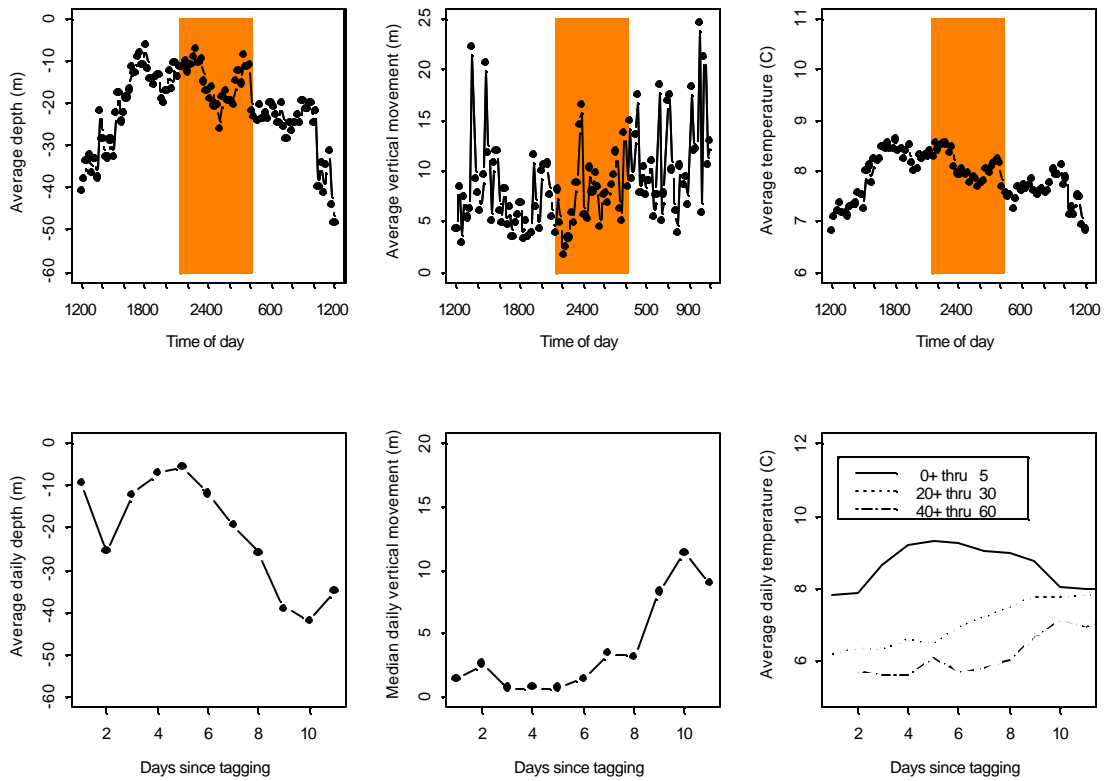 Average depth (m)
0
-10
-20
-30
-40
-50
-60
1200 1800 2400 600 1200
Time of day
Average vertical movement (m)
25
20
15
10
5
0
1200 2400 500 900
Time of day
Average temperature (C)
11
10
9
8
7
6
1200 2400 600 1200
Time of day
Average daily depth (m)
0
-10
-20
-30
-40
-50
-60
2 4 6 8 10
Days since tagging
Median daily vertical movement (m)
20
15
10
5
0
2 4 6 8 10
Days since tagging
Average daily temperature (C)
12
10
8
6
0+ thru 5
20+ thru 30
40+ thru 60
2 4 6 8 10
Days since tagging